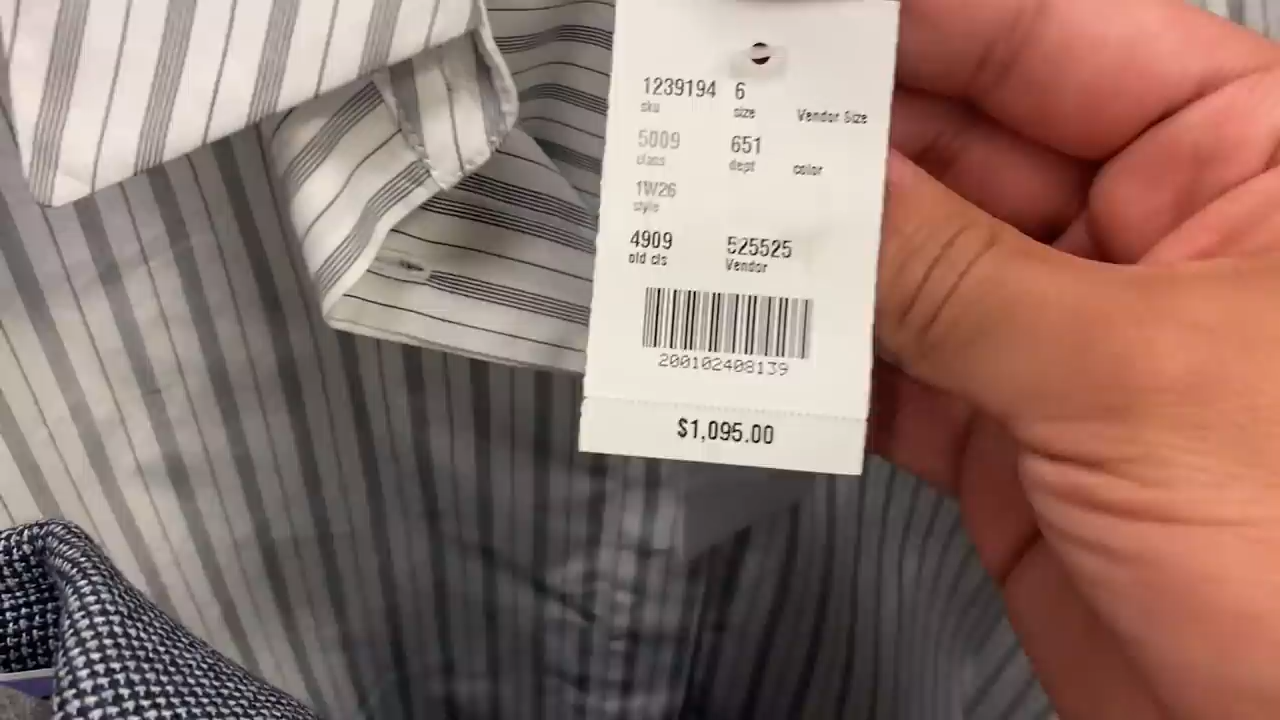 1239194 6
sku size Vendor Size
5009 651
class dept color
1W26
style
4909 525525
old cls Vendor
200102408139
$1,095.00